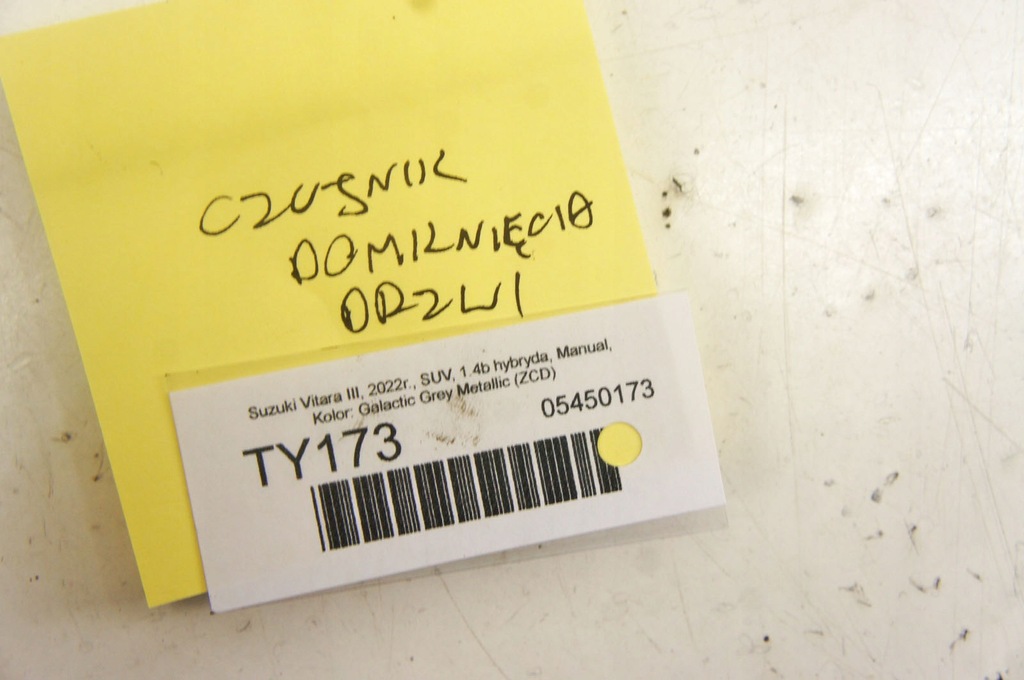 CZUJNIK
DOMKNIĘCIA
DRZWI
Suzuki Vitara III, 2022r., SUV, 1.4b hybryda, Manual,
Kolor: Galactic Grey Metallic (ZCD)
TY173
05450173